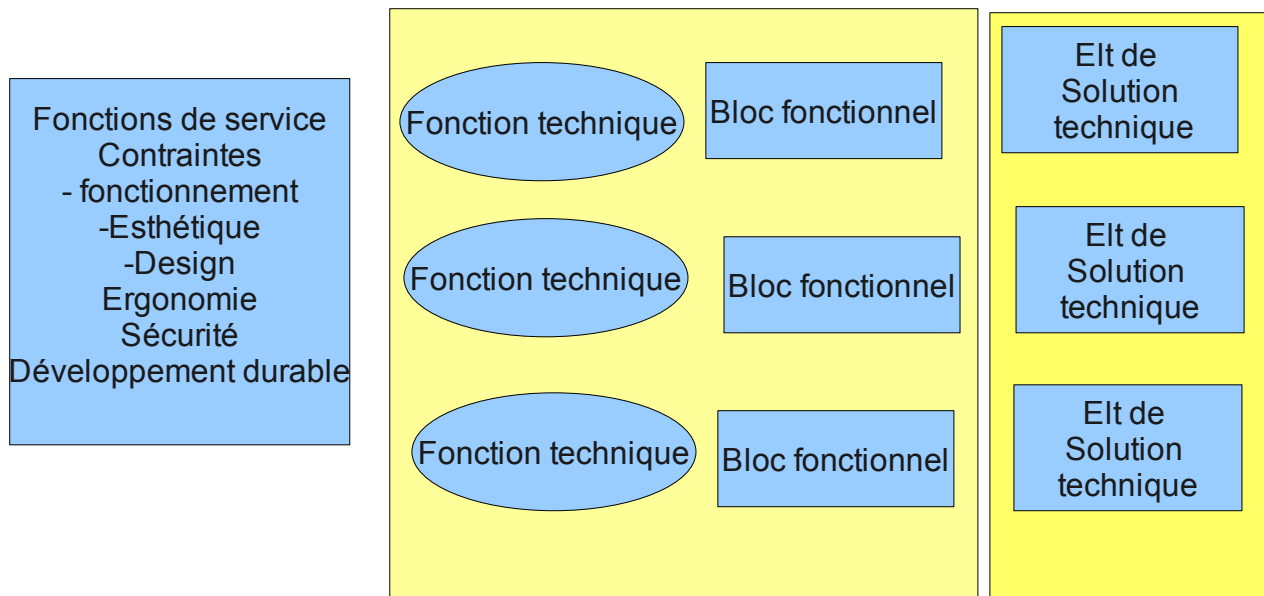 Fonctions de service
Contraintes
- fonctionnement
-Esthétique
-Design
Ergonomie
Sécurité
Développement durable
Fonction technique
Bloc fonctionnel
Elt de
Solution
technique
Fonction technique
Bloc fonctionnel
Elt de
Solution
technique
Fonction technique
Bloc fonctionnel
Elt de
Solution
technique